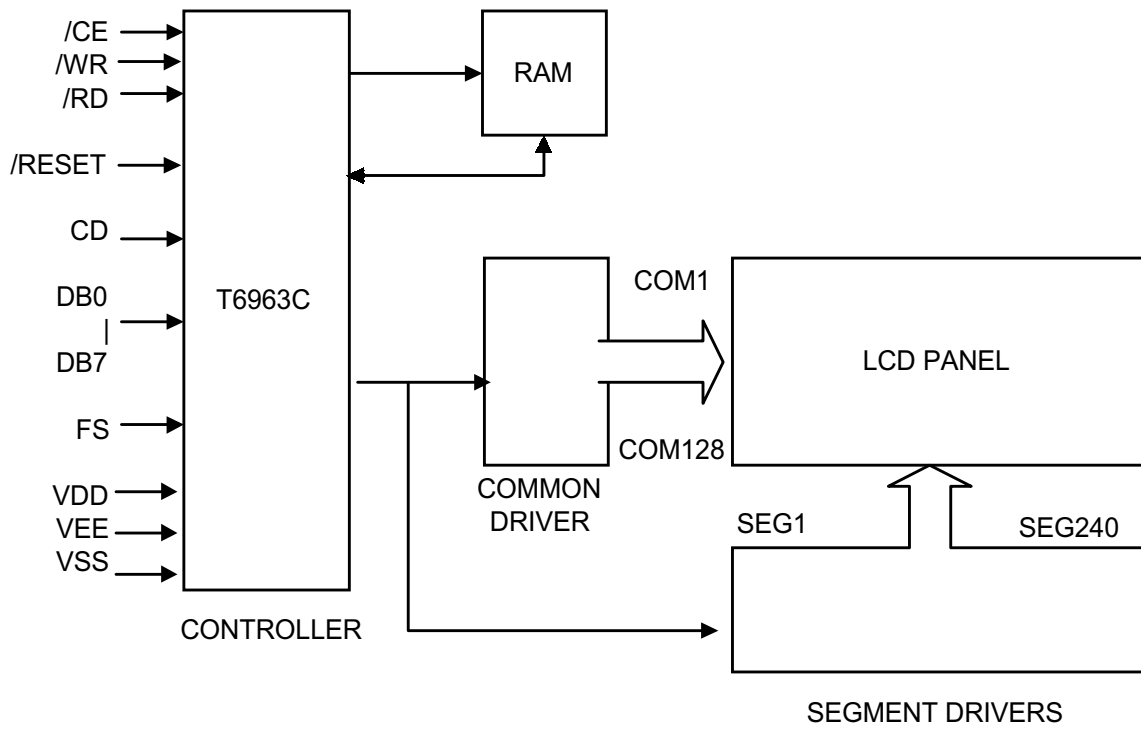 /CE
/WR
/RD
/RESET
CD
DB0
|
DB7
FS
VDD
VEE
VSS
T6963C
CONTROLLER
RAM
COMMON
DRIVER
COM1
COM128
LCD PANEL
SEG1
SEG240
SEGMENT DRIVERS